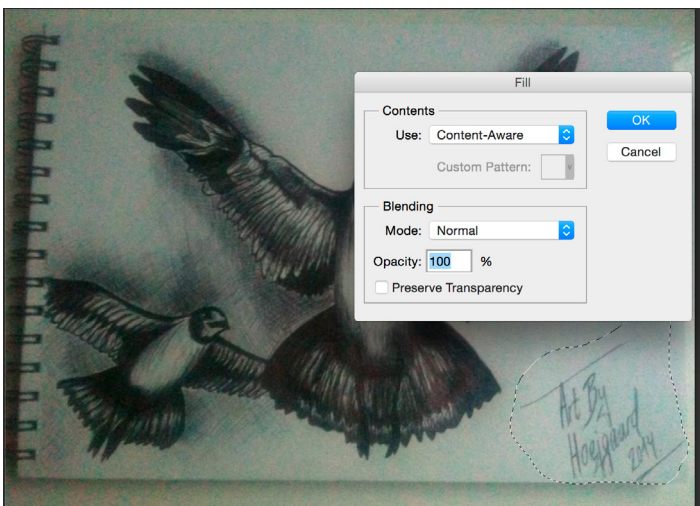 Fill
Contents
Use: Content-Aware
Custom Pattern:
Blending
Mode: Normal
Opacity: 100 %
Preserve Transparency
OK
Cancel
Art By
Hoejgaard
2014.